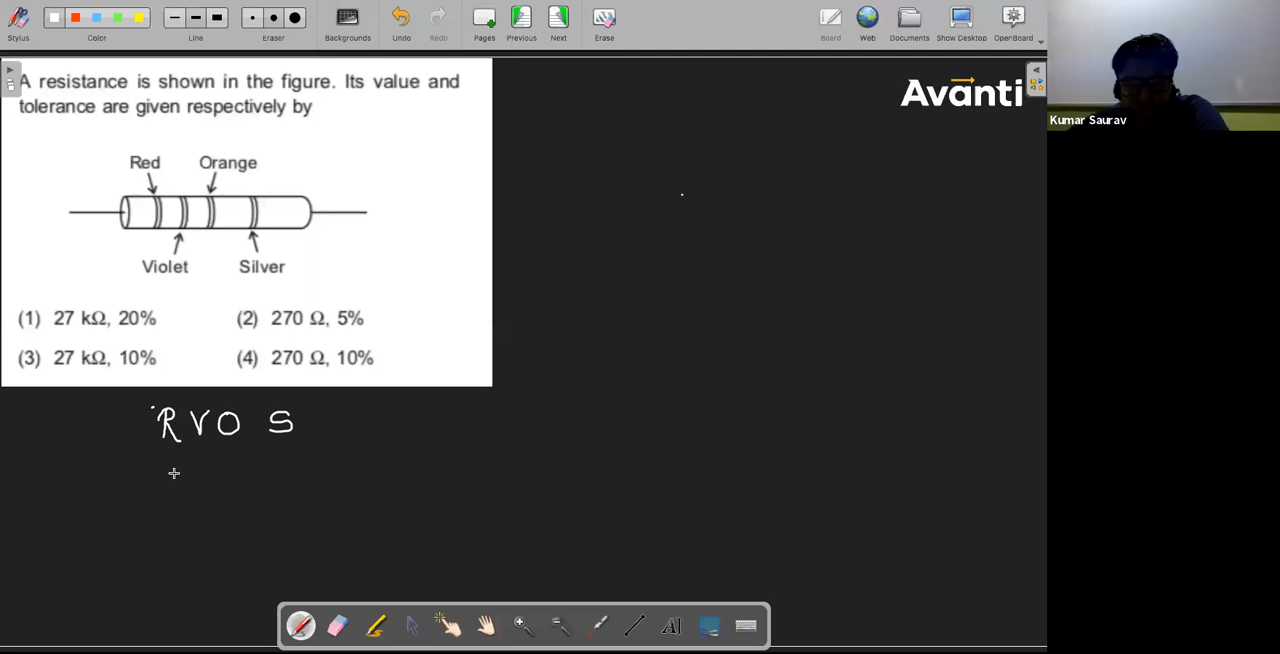 Stylus
Color
Line
Eraser
Backgrounds
Undo
Redo
Pages
Previous
Next
Erase
Board
Web
Documents
Show Desktop
OpenBoard
A resistance is shown in the figure. Its value and
tolerance are given respectively by
Avanti
Kumar Saurav
Red Orange
Violet Silver
(1) 27 kΩ, 20% (2) 270 Ω, 5%
(3) 27 kΩ, 10% (4) 270 Ω, 10%
R V O S
AI